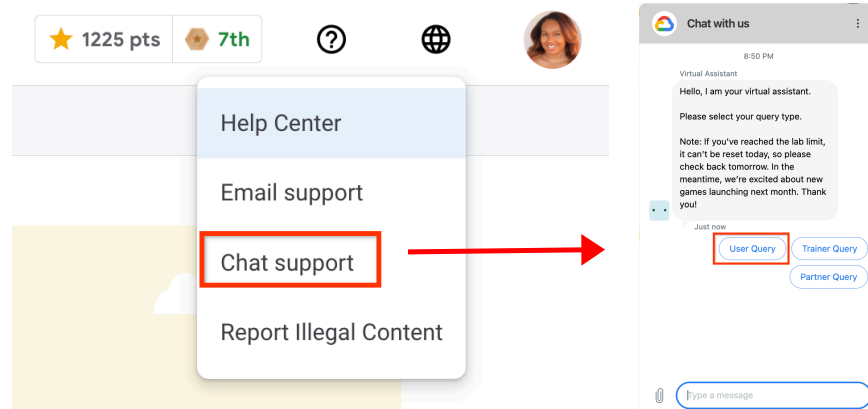 1225 pts
7th
Help Center
Email support
Chat support
Report Illegal Content
Chat with us
8:50 PM
Virtual Assistant
Hello, I am your virtual assistant.
Please select your query type.
Note: If you've reached the lab limit,
it can't be reset today, so please
check back tomorrow. In the
meantime, we're excited about new
games launching next month. Thank
you!
Just now
User Query
Trainer Query
Partner Query
Type a message